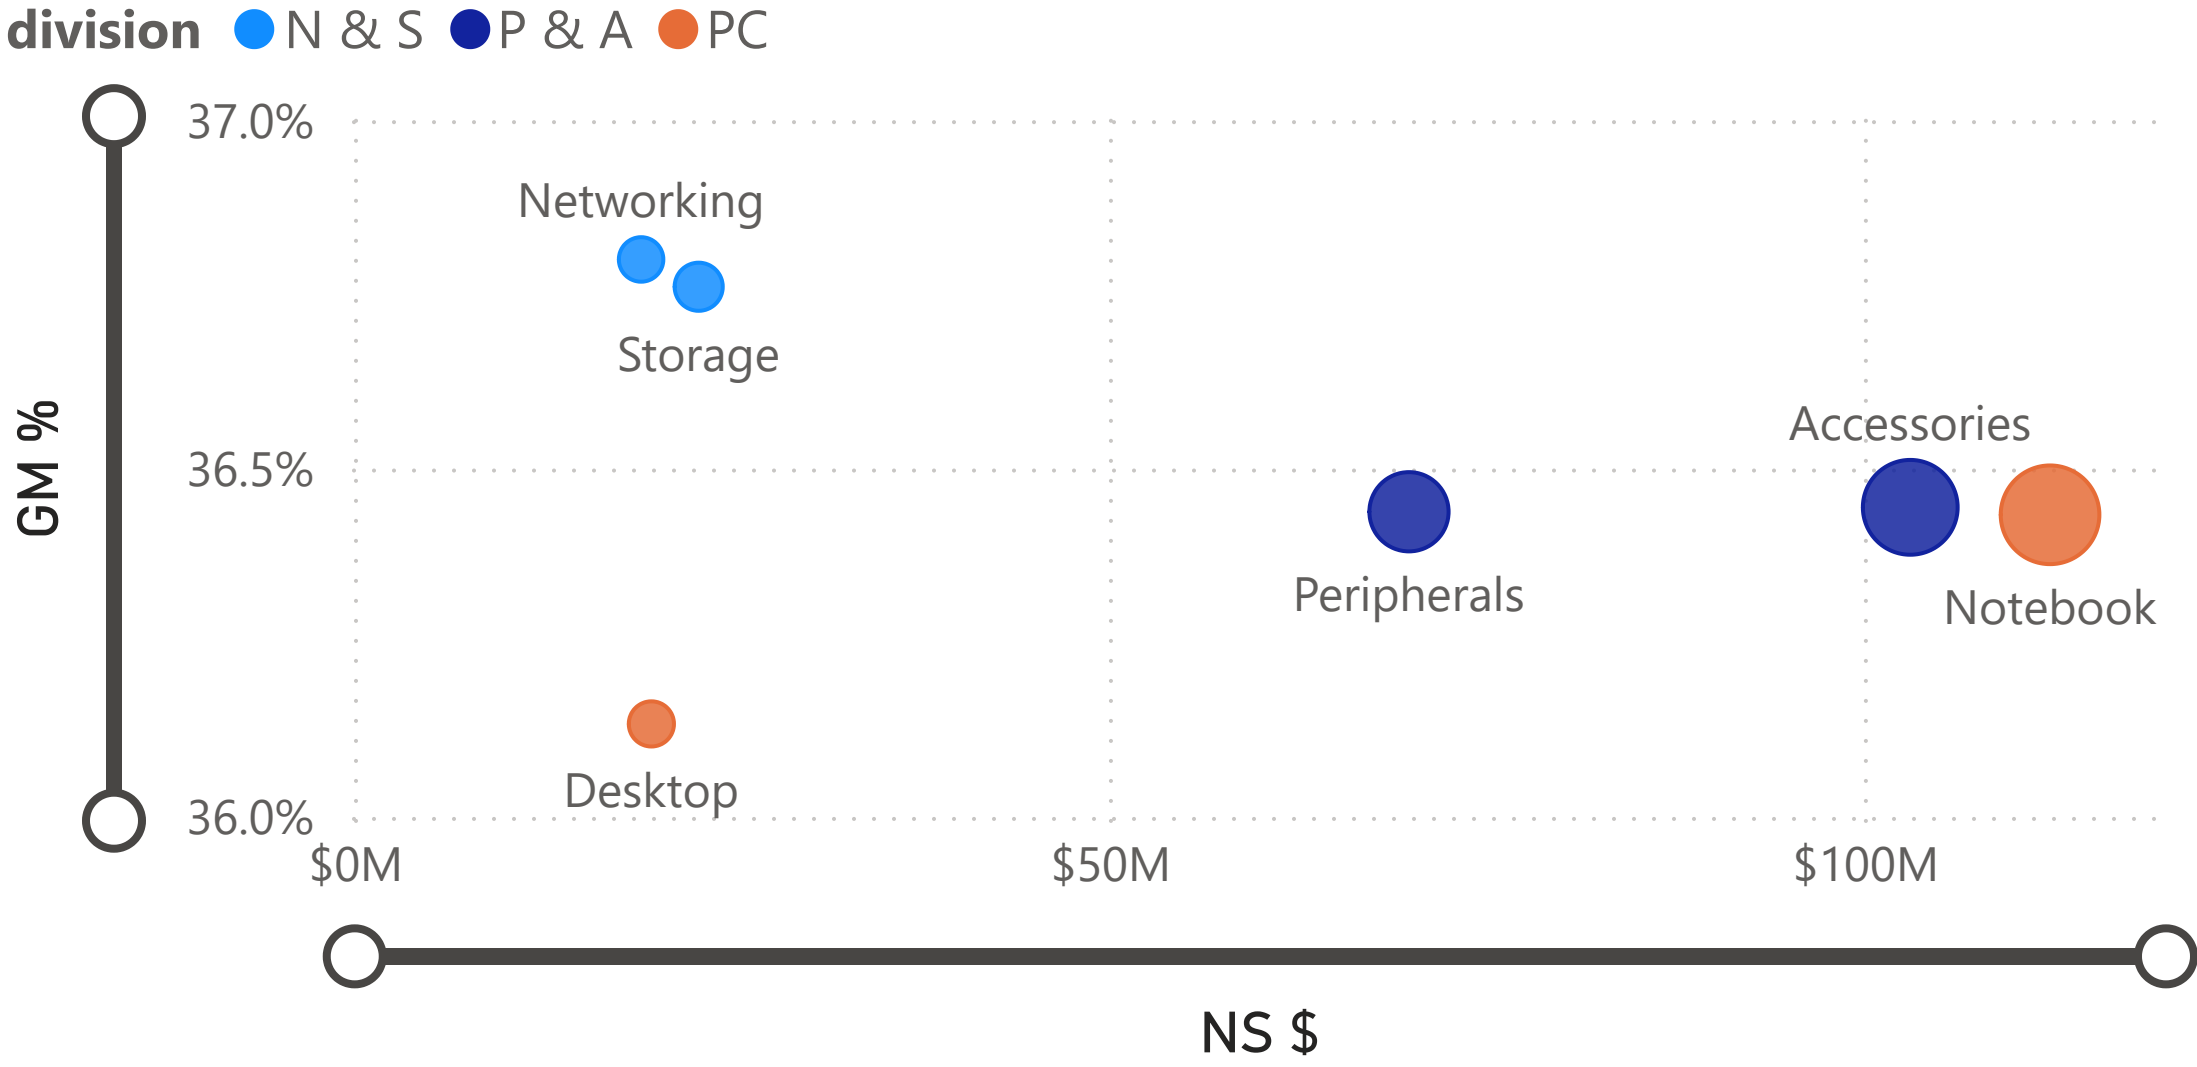 division N & S P & A PC
37.0%
Networking
Storage
Accessories
36.5%
GM %
Peripherals
Notebook
Desktop
36.0%
$0M $50M $100M
NS $